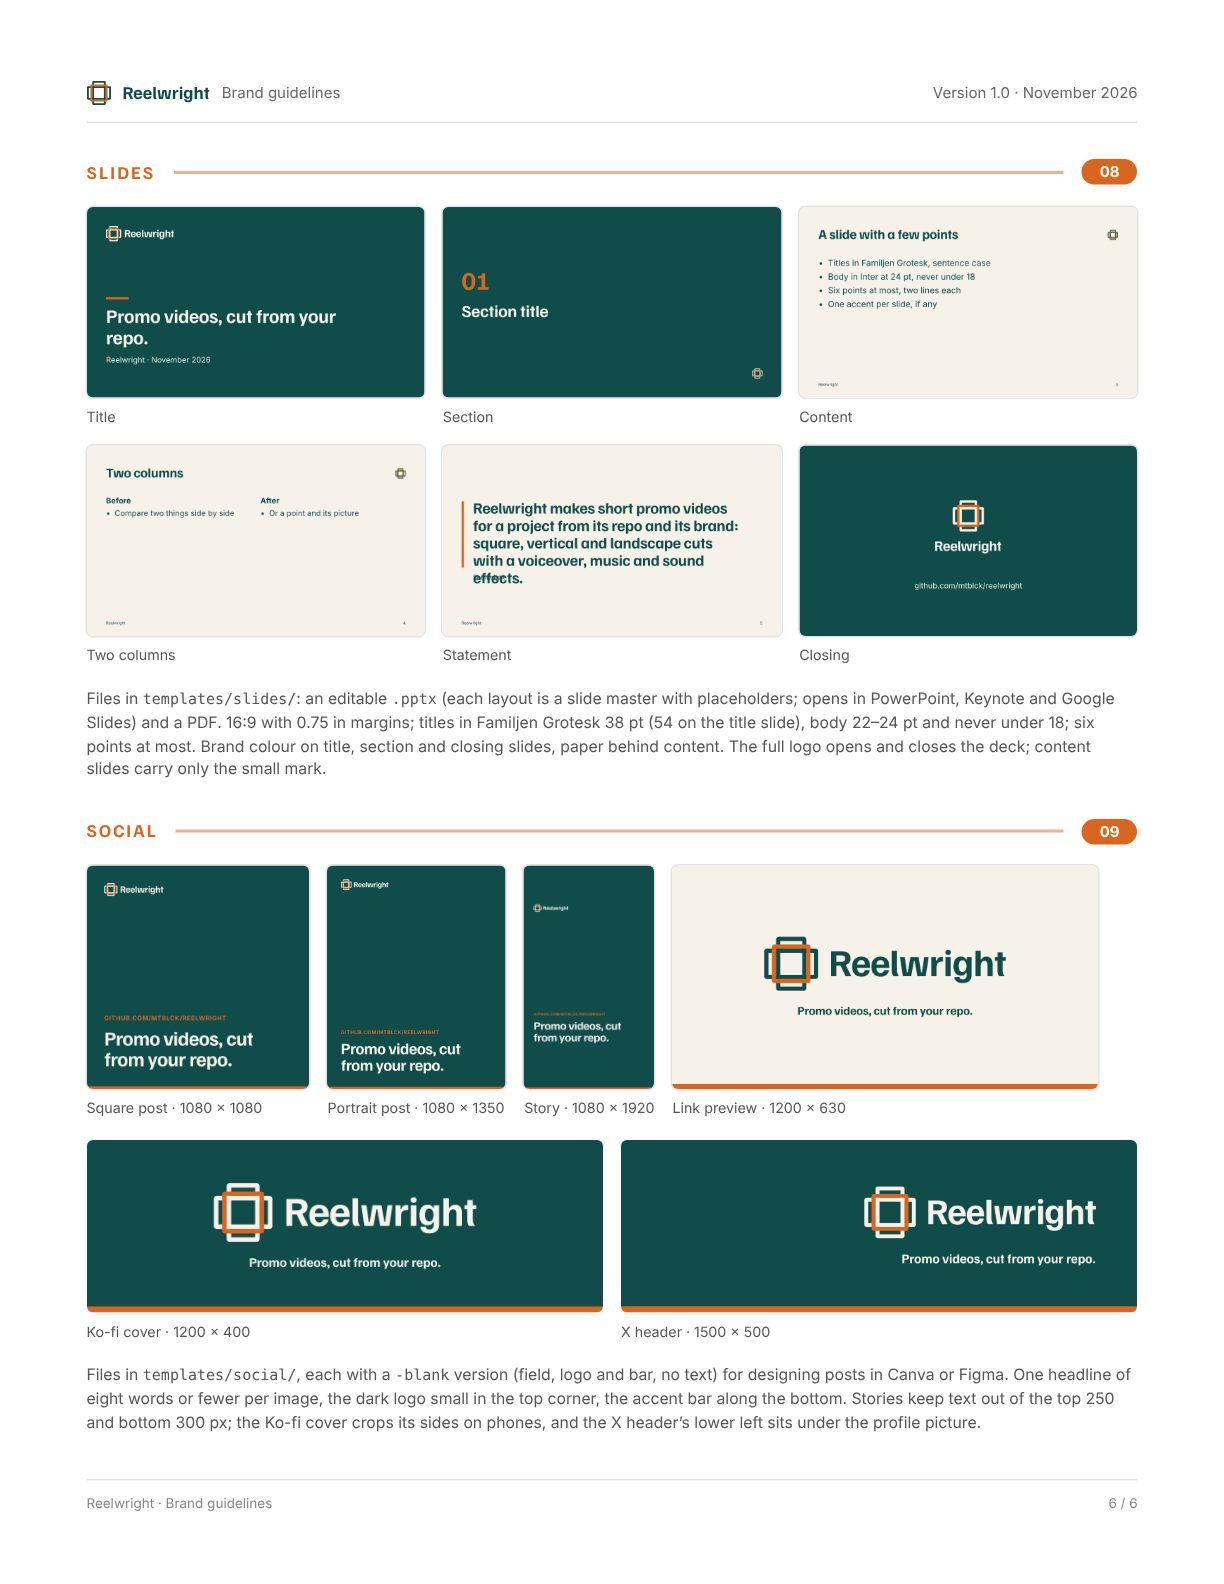 Reelwright Brand guidelines
Version 1.0 · November 2026
SLIDES
08
Reelwright
Promo videos, cut from your
repo.
Reelwright · November 2026
Title
01
Section title
Section
A slide with a few points
• Titles in Familjen Grotesk, sentence case
• Body in Inter at 24 pt, never under 18
• Six points at most, two lines each
• One accent per slide, if any
Reelwright
Content
Two columns
Before
• Compare two things side by side
After
• Or a point and its picture
Reelwright
4
Two columns
Reelwright makes short promo videos
for a project from its repo and its brand:
square, vertical and landscape cuts
with a voiceover, music and sound
effects.
Reelwright
5
Statement
Reelwright
github.com/mtblck/reelwright
Closing
Files in templates/slides/: an editable .pptx (each layout is a slide master with placeholders; opens in PowerPoint, Keynote and Google
Slides) and a PDF. 16:9 with 0.75 in margins; titles in Familjen Grotesk 38 pt (54 on the title slide), body 22–24 pt and never under 18; six
points at most. Brand colour on title, section and closing slides, paper behind content. The full logo opens and closes the deck; content
slides carry only the small mark.
SOCIAL
09
Reelwright
GITHUB.COM/MTBLCK/REELWRIGHT
Promo videos, cut
from your repo.
Square post · 1080 × 1080
Reelwright
GITHUB.COM/MTBLCK/REELWRIGHT
Promo videos, cut
from your repo.
Portrait post · 1080 × 1350
Reelwright
GITHUB.COM/MTBLCK/REELWRIGHT
Promo videos, cut
from your repo.
Story · 1080 × 1920
Reelwright
Promo videos, cut from your repo.
Link preview · 1200 × 630
Reelwright
Promo videos, cut from your repo.
Ko-fi cover · 1200 × 400
Reelwright
Promo videos, cut from your repo.
X header · 1500 × 500
Files in templates/social/, each with a -blank version (field, logo and bar, no text) for designing posts in Canva or Figma. One headline of
eight words or fewer per image, the dark logo small in the top corner, the accent bar along the bottom. Stories keep text out of the top 250
and bottom 300 px; the Ko-fi cover crops its sides on phones, and the X header's lower left sits under the profile picture.
Reelwright · Brand guidelines
6 / 6